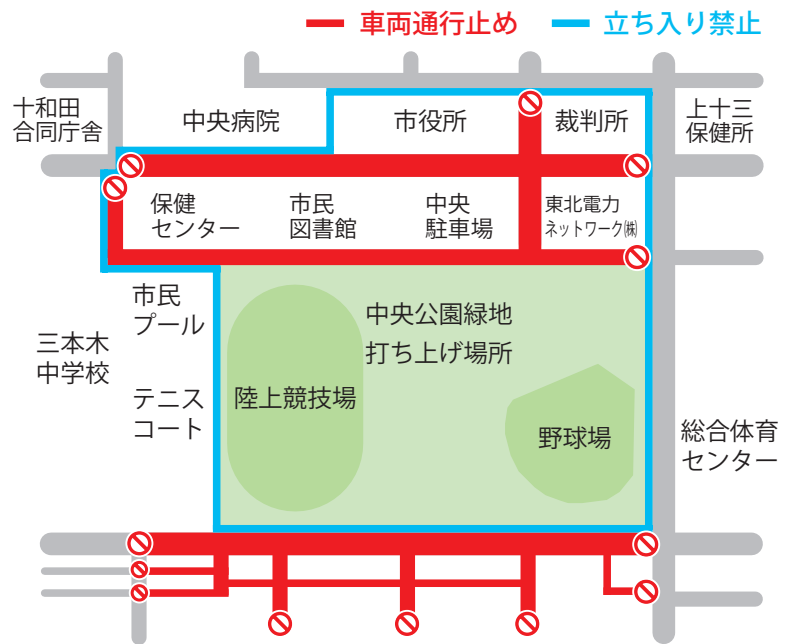 車両通行止め
立ち入り禁止
十和田
合同庁舎
中央病院
市役所
裁判所
上十三
保健所
保健
センター
市民
図書館
中央
駐車場
東北電力
ネットワーク㈱
市民
プール
中央公園緑地
打ち上げ場所
三本木
中学校
テニス
コート
陸上競技場
野球場
総合体育
センター